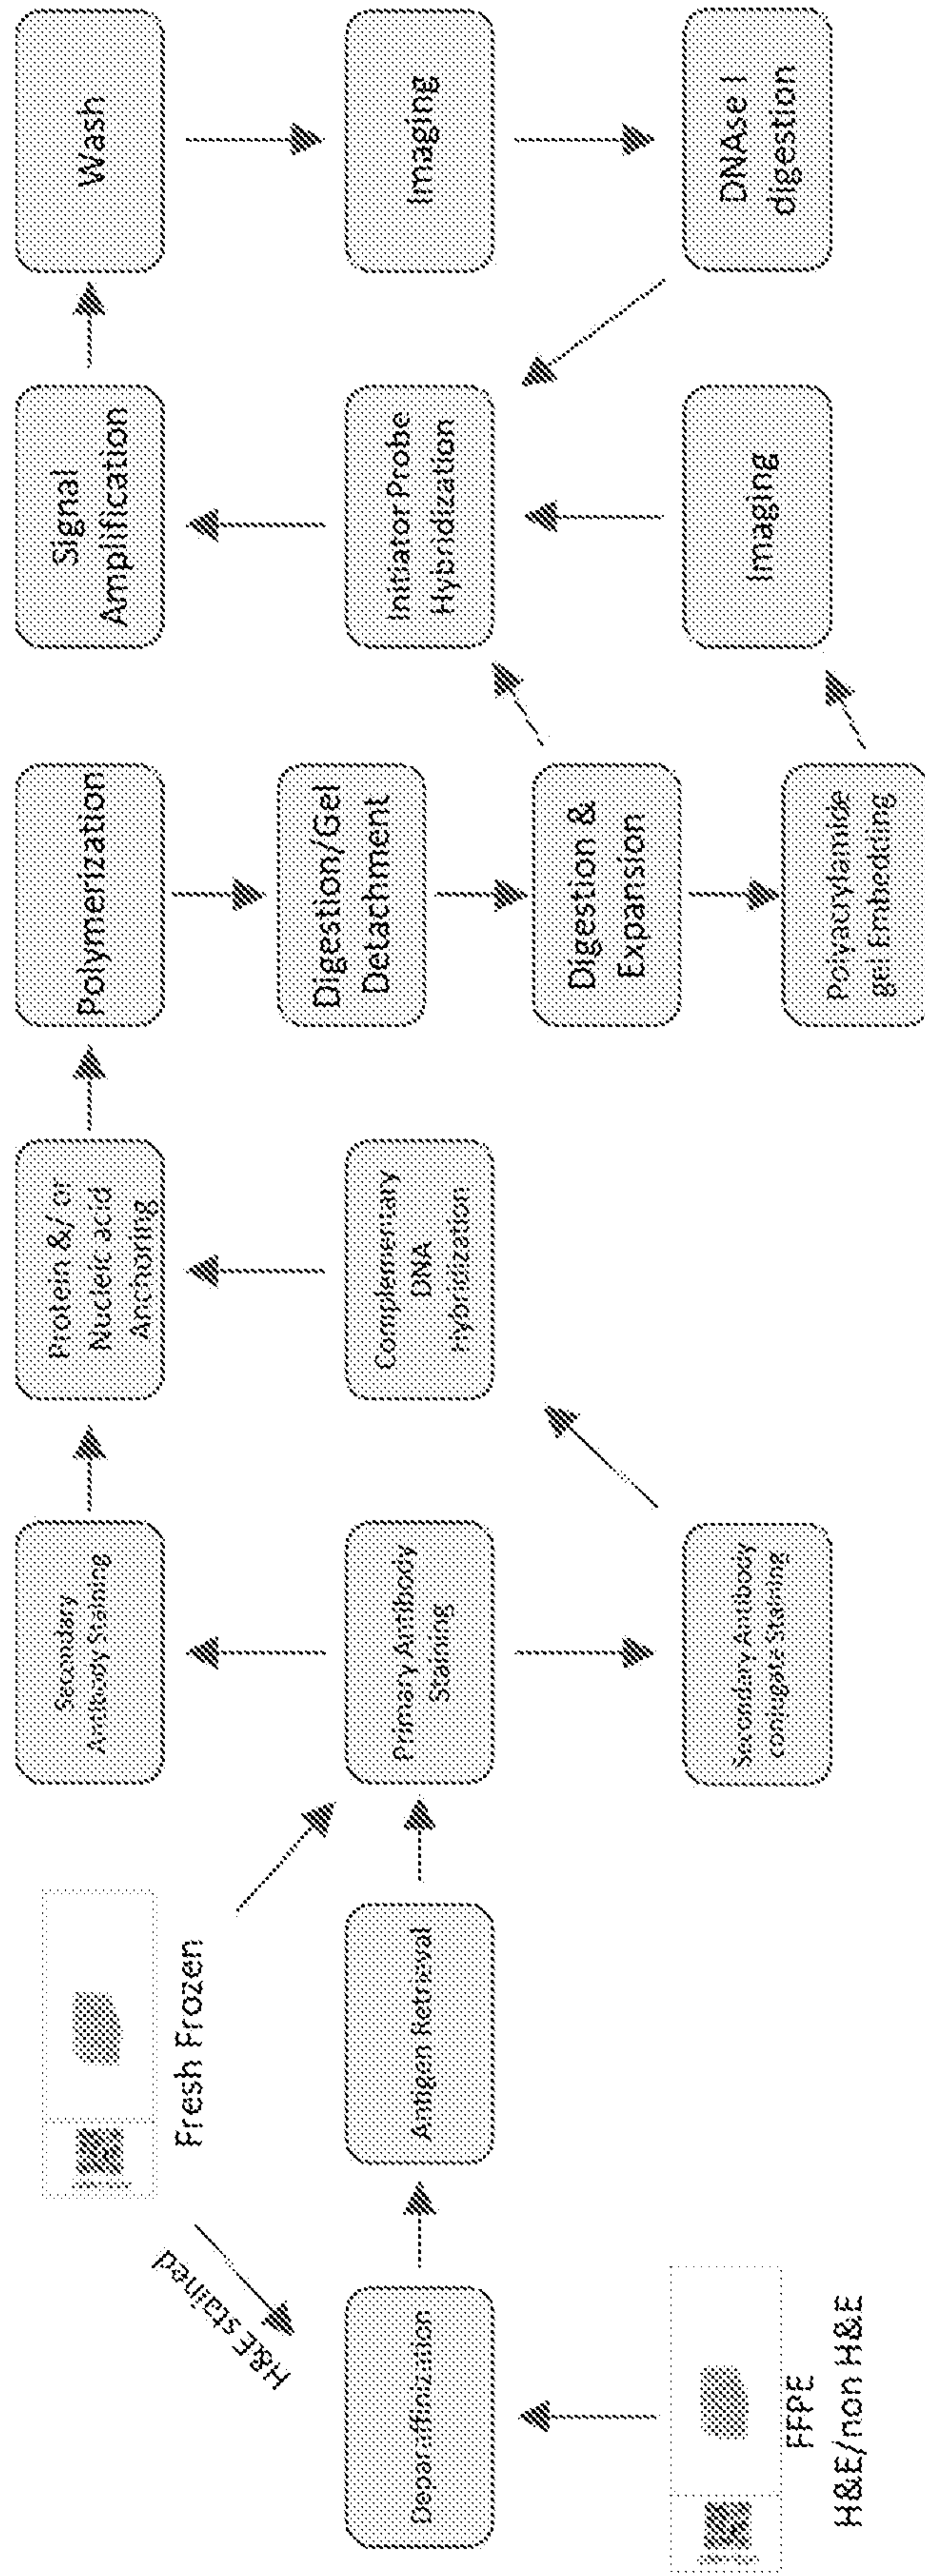 Fresh Frozen
H&E stained
FFPE
H&E/non H&E
Deparaffinization
Antigen Retrieval
Secondary
Antibody Staining
Primary Antibody
Staining
Secondary Antibody
conjugate Staining
Protein &/ or
Nucleic acid
Anchoring
Complementary
DNA
Hybridization
Polymerization
Digestion/Gel
Detachment
Digestion &
Expansion
Polyacrylamide
gel Embedding
Signal
Amplification
Initiator Probe
Hybridization
Imaging
Wash
Imaging
DNAse I
digestion